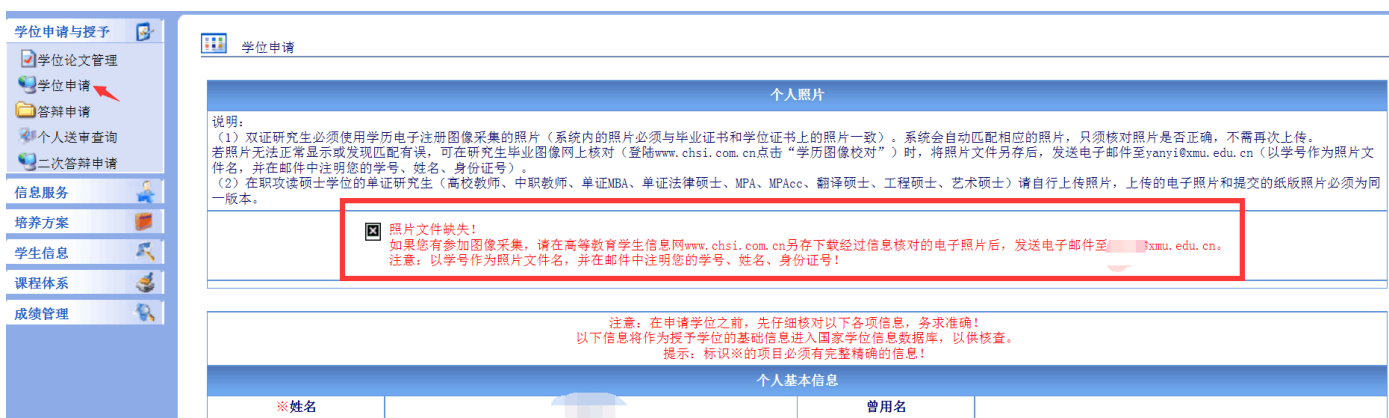 学位申请与授予
学位论文管理
学位申请
答辩申请
个人送审查询
二次答辩申请
信息服务
培养方案
学生信息
课程体系
成绩管理
学位申请
个人照片
说明：
（1）双证研究生必须使用学历电子注册图像采集的照片（系统内的照片必须与毕业证书和学位证书上的照片一致）。系统会自动匹配相应的照片，只须核对照片是否正确，不需再次上传。
若照片无法正常显示或发现匹配有误，可在研究生毕业图像网上核对（登陆www.chsi.com.cn点击“学历图像校对”）时，将照片文件另存后，发送电子邮件至yanyi@xmu.edu.cn（以学号作为照片文
件名，并在邮件中注明您的学号、姓名、身份证号）。
（2）在职攻读硕士学位的单证研究生（高校教师、中职教师、单证MBA、单证法律硕士、MPA、MPAcc、翻译硕士、工程硕士、艺术硕士）请自行上传照片，上传的电子照片和提交的纸版照片必须为同
一版本。
照片文件缺失！
如果您有参加图像采集，请在高等教育学生信息网www.chsi.com.cn另存下载经过信息核对的电子照片后，发送电子邮件至 @xmu.edu.cn。
注意：以学号作为照片文件名，并在邮件中注明您的学号、姓名、身份证号！
注意：在申请学位之前，先仔细核对以下各项信息，务求准确！
以下信息将作为授予学位的基础信息进入国家学位信息数据库，以供核查。
提示：标识※的项目必须有完整精确的信息！
个人基本信息
※姓名
曾用名